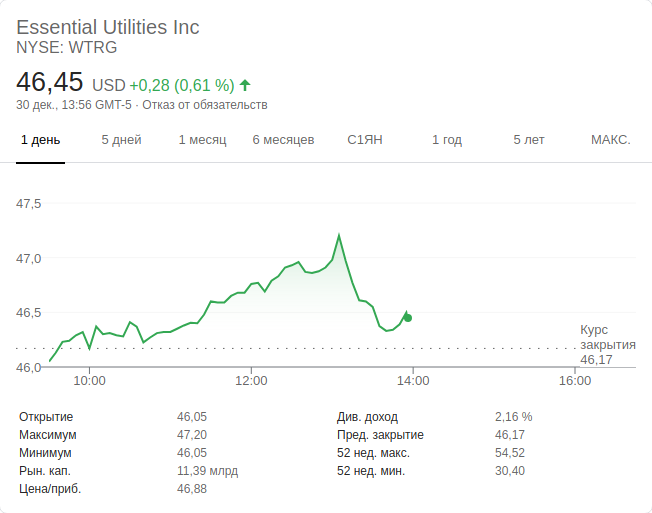 Essential Utilities Inc
NYSE: WTRG
46,45 USD +0,28 (0,61 %)
30 дек., 13:56 GMT-5 · Отказ от обязательств
1 день 5 дней 1 месяц 6 месяцев С1ЯН 1 год 5 лет МАКС.
47,5
47,0
46,5
Курс
закрытия
46,17
46,0
10:00 12:00 14:00 16:00
Открытие 46,05 Див. доход 2,16 %
Максимум 47,20 Пред. закрытие 46,17
Минимум 46,05 52 нед. макс. 54,52
Рын. кап. 11,39 млрд 52 нед. мин. 30,40
Цена/приб. 46,88